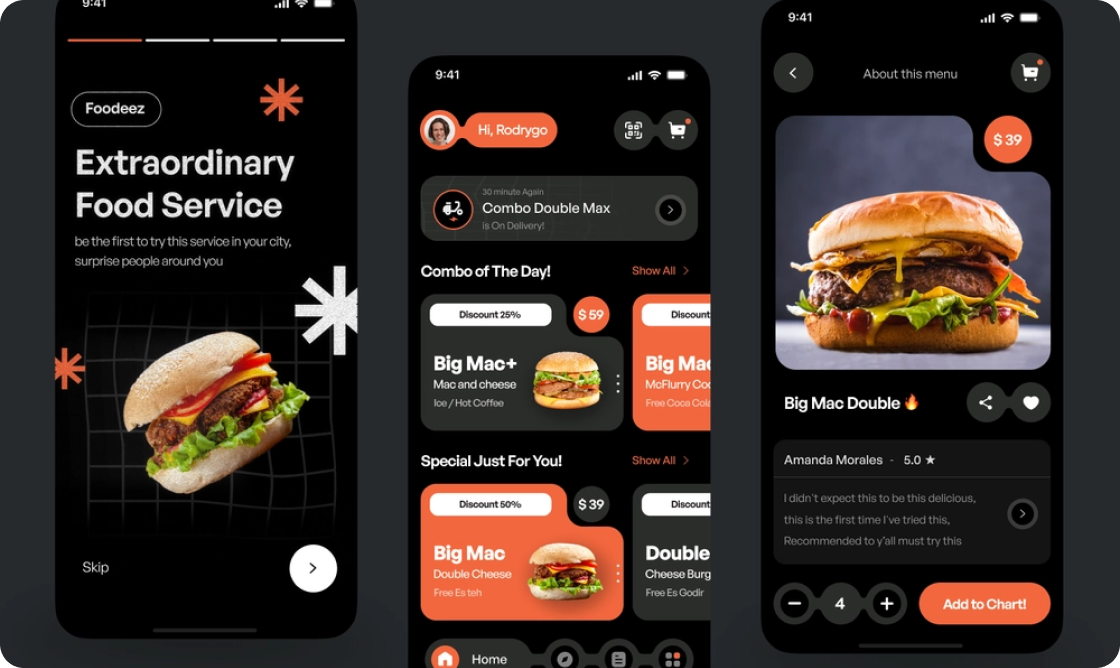 9:41
Foodeez
Extraordinary
Food Service
be the first to try this service in your city,
surprise people around you
Skip
9:41
Hi, Rodrygo
30 minute Again
Combo Double Max
is On Delivery!
Combo of The Day!
Show All
Discount 25%
$ 59
Big Mac+
Mac and cheese
Ice / Hot Coffee
Discount
Big Mac
McFlurry Coo
Free Coca Cola
Special Just For You!
Show All
Discount 50%
$ 39
Big Mac
Double Cheese
Free Es teh
Discount
Double
Cheese Burg
Free Es Godir
Home
9:41
About this menu
$ 39
Big Mac Double 🔥
Amanda Morales - 5.0 ★
I didn't expect this to be this delicious,
this is the first time I've tried this,
Recommended to y'all must try this
4
Add to Chart!